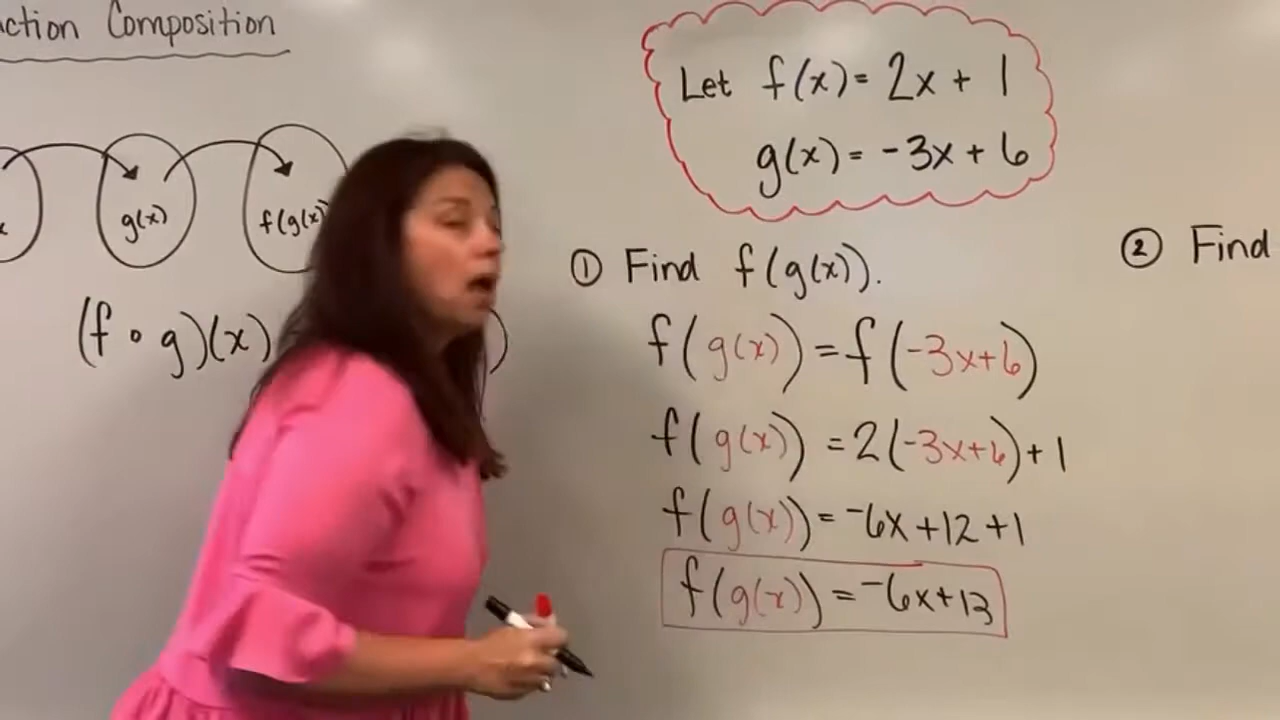 Composition
Let f(x) = 2x + 1
g(x) = -3x + 6
g(x)
f(g(x)
(f ∘ g)(x)
)
① Find f(g(x)).
f(g(x)) = f(-3x+6)
f(g(x)) = 2(-3x+6)+1
f(g(x)) = -6x+12+1
f(g(x)) = -6x+13
② Find